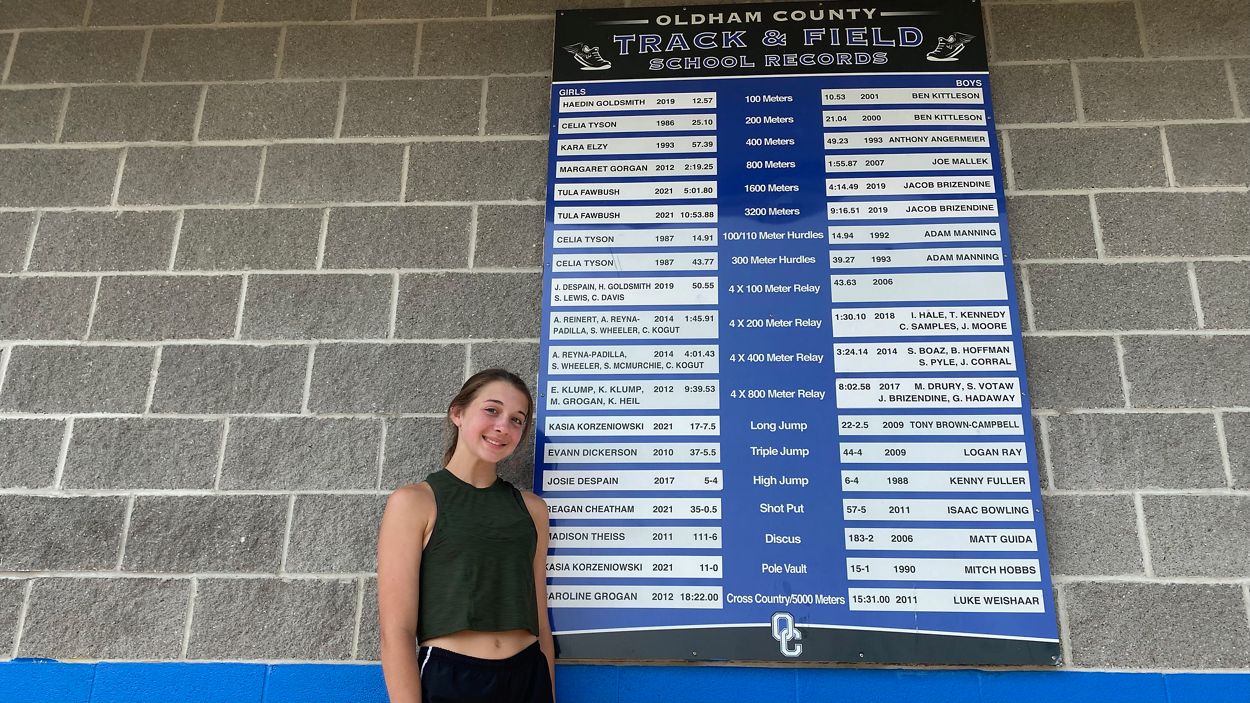 OLDHAM COUNTY
TRACK & FIELD
SCHOOL RECORDS
GIRLS BOYS
HAEDIN GOLDSMITH 2019 12.57 100 Meters 10.53 2001 BEN KITTLESON
CELIA TYSON 1986 25.10 200 Meters 21.04 2000 BEN KITTLESON
KARA ELZY 1993 57.39 400 Meters 49.23 1993 ANTHONY ANGERMEIER
MARGARET GORGAN 2012 2:19.25 800 Meters 1:55.87 2007 JOE MALLEK
TULA FAWBUSH 2021 5:01.80 1600 Meters 4:14.49 2019 JACOB BRIZENDINE
TULA FAWBUSH 2021 10:53.88 3200 Meters 9:16.51 2019 JACOB BRIZENDINE
CELIA TYSON 1987 14.91 100/110 Meter Hurdles 14.94 1992 ADAM MANNING
CELIA TYSON 1987 43.77 300 Meter Hurdles 39.27 1993 ADAM MANNING
J. DESPAIN, H. GOLDSMITH 2019 50.55 4 X 100 Meter Relay 43.63 2006
S. LEWIS, C. DAVIS
A. REINERT, A. REYNA- 2014 1:45.91 4 X 200 Meter Relay 1:30.10 2018 I. HALE, T. KENNEDY
PADILLA, S. WHEELER, C. KOGUT C. SAMPLES, J. MOORE
A. REYNA-PADILLA, 2014 4:01.43 4 X 400 Meter Relay 3:24.14 2014 S. BOAZ, B. HOFFMAN
S. WHEELER, S. MCMURCHIE, C. KOGUT S. PYLE, J. CORRAL
E. KLUMP, K. KLUMP, 2012 9:39.53 4 X 800 Meter Relay 8:02.58 2017 M. DRURY, S. VOTAW
M. GROGAN, K. HEIL J. BRIZENDINE, G. HADAWAY
KASIA KORZENIOWSKI 2021 17-7.5 Long Jump 22-2.5 2009 TONY BROWN-CAMPBELL
EVANN DICKERSON 2010 37-5.5 Triple Jump 44-4 2009 LOGAN RAY
JOSIE DESPAIN 2017 5-4 High Jump 6-4 1988 KENNY FULLER
REAGAN CHEATHAM 2021 35-0.5 Shot Put 57-5 2011 ISAAC BOWLING
MADISON THEISS 2011 111-6 Discus 183-2 2006 MATT GUIDA
KASIA KORZENIOWSKI 2021 11-0 Pole Vault 15-1 1990 MITCH HOBBS
CAROLINE GROGAN 2012 18:22.00 Cross Country/5000 Meters 15:31.00 2011 LUKE WEISHAAR
OC